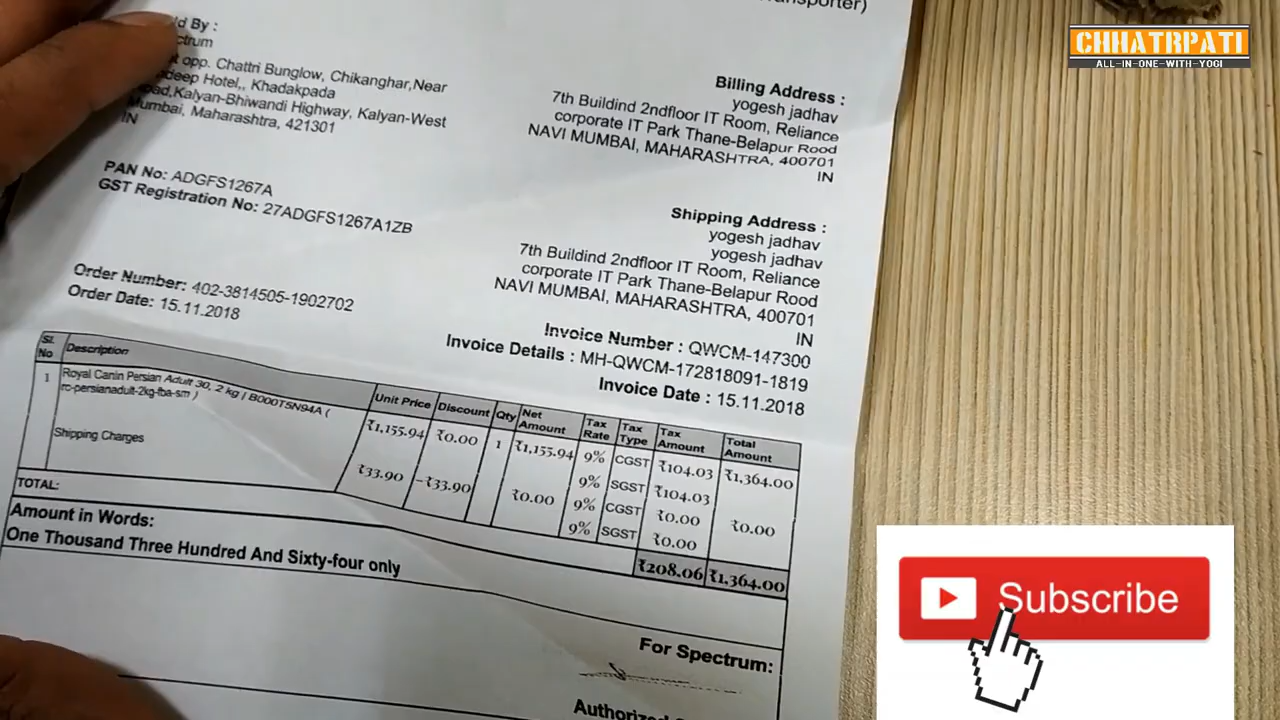 ansporter)
CHHATRPATI
ALL-IN-ONE-WITH-YOGI
ld By :
ctrum
t opp. Chattri Bunglow, Chikanghar,Near
deep Hotel,, Khadakpada
oad,Kalyan-Bhiwandi Highway, Kalyan-West
Mumbai, Maharashtra, 421301
IN
Billing Address :
yogesh jadhav
7th Buildind 2ndfloor IT Room, Reliance
corporate IT Park Thane-Belapur Rood
NAVI MUMBAI, MAHARASHTRA, 400701
IN
PAN No: ADGFS1267A
GST Registration No: 27ADGFS1267A1ZB
Shipping Address :
yogesh jadhav
yogesh jadhav
7th Buildind 2ndfloor IT Room, Reliance
corporate IT Park Thane-Belapur Rood
NAVI MUMBAI, MAHARASHTRA, 400701
IN
Order Number: 402-3814505-1902702
Order Date: 15.11.2018
Invoice Number : QWCM-147300
Invoice Details : MH-QWCM-172818091-1819
Invoice Date : 15.11.2018
Sl. No Description Unit Price Discount Qty Net Amount Tax Rate Tax Type Tax Amount Total Amount
1 Royal Canin Persian Adult 30, 2 kg | B000T5N94A (
rc-persianadult-2kg-fba-sm )
₹1,155.94 ₹0.00 1 ₹1,155.94 9% CGST ₹104.03 ₹1,364.00
9% SGST ₹104.03
Shipping Charges ₹33.90 -₹33.90 ₹0.00 9% CGST ₹0.00 ₹0.00
9% SGST ₹0.00
TOTAL: ₹208.06 ₹1,364.00
Amount in Words:
One Thousand Three Hundred And Sixty-four only
For Spectrum:
Authorized S
Subscribe